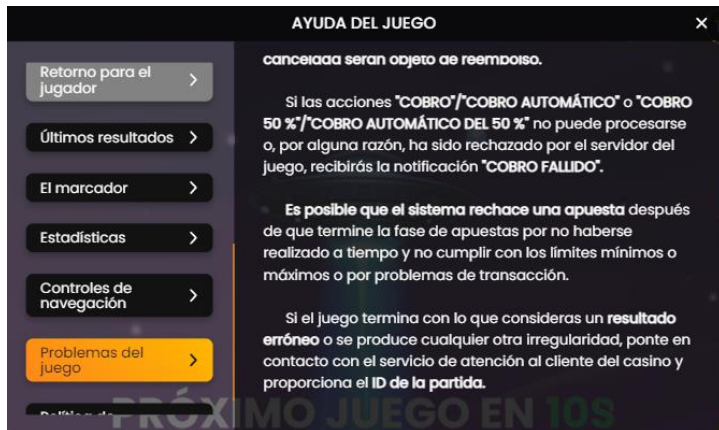 AYUDA DEL JUEGO
Retorno para el
jugador
Últimos resultados
El marcador
Estadísticas
Controles de
navegación
Problemas del
juego
Política de
cancelada serán objeto de reembolso.
Si las acciones "COBRO"/"COBRO AUTOMÁTICO" o "COBRO
50 %"/"COBRO AUTOMÁTICO DEL 50 %" no puede procesarse
o, por alguna razón, ha sido rechazado por el servidor del
juego, recibirás la notificación "COBRO FALLIDO".
Es posible que el sistema rechace una apuesta después
de que termine la fase de apuestas por no haberse
realizado a tiempo y no cumplir con los límites mínimos o
máximos o por problemas de transacción.
Si el juego termina con lo que consideras un resultado
erróneo o se produce cualquier otra irregularidad, ponte en
contacto con el servicio de atención al cliente del casino y
proporciona el ID de la partida.
PRÓXIMO JUEGO EN 10S